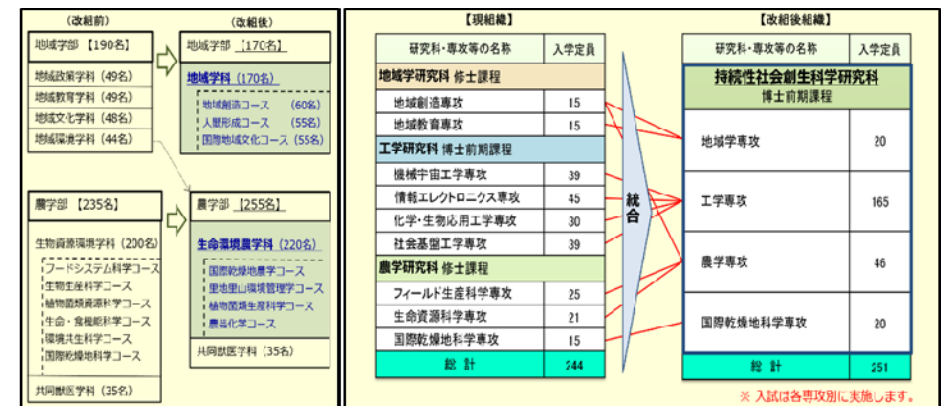 (改組前)
(改組後)
地域学部【190名】
地域学部【170名】
地域政策学科(49名)
地域教育学科(49名)
地域文化学科(48名)
地域環境学科(44名)
地域学科(170名)
地域創造コース (60名)
人間形成コース (55名)
国際地域文化コース(55名)
農学部【235名】
農学部【255名】
生物資源環境学科(200名)
フードシステム科学コース
生物生産科学コース
植物菌類資源科学コース
生命・食機能科学コース
環境共生科学コース
国際乾燥地科学コース
共同獣医学科(35名)
生命環境農学科(220名)
国際乾燥地農学コース
里地里山環境管理学コース
植物菌類生産科学コース
農芸化学コース
共同獣医学科(35名)
【現組織】
研究科・専攻等の名称 入学定員
地域学研究科 修士課程
地域創造専攻 15
地域教育専攻 15
工学研究科 博士前期課程
機械宇宙工学専攻 39
情報エレクトロニクス専攻 45
化学・生物応用工学専攻 30
社会基盤工学専攻 39
農学研究科 修士課程
フィールド生産科学専攻 25
生命資源科学専攻 21
国際乾燥地科学専攻 15
総計 244
統合
【改組後組織】
研究科・専攻等の名称 入学定員
持続性社会創生科学研究科
博士前期課程
地域学専攻 20
工学専攻 165
農学専攻 46
国際乾燥地科学専攻 20
総計 251
※ 入試は各専攻別に実施します。